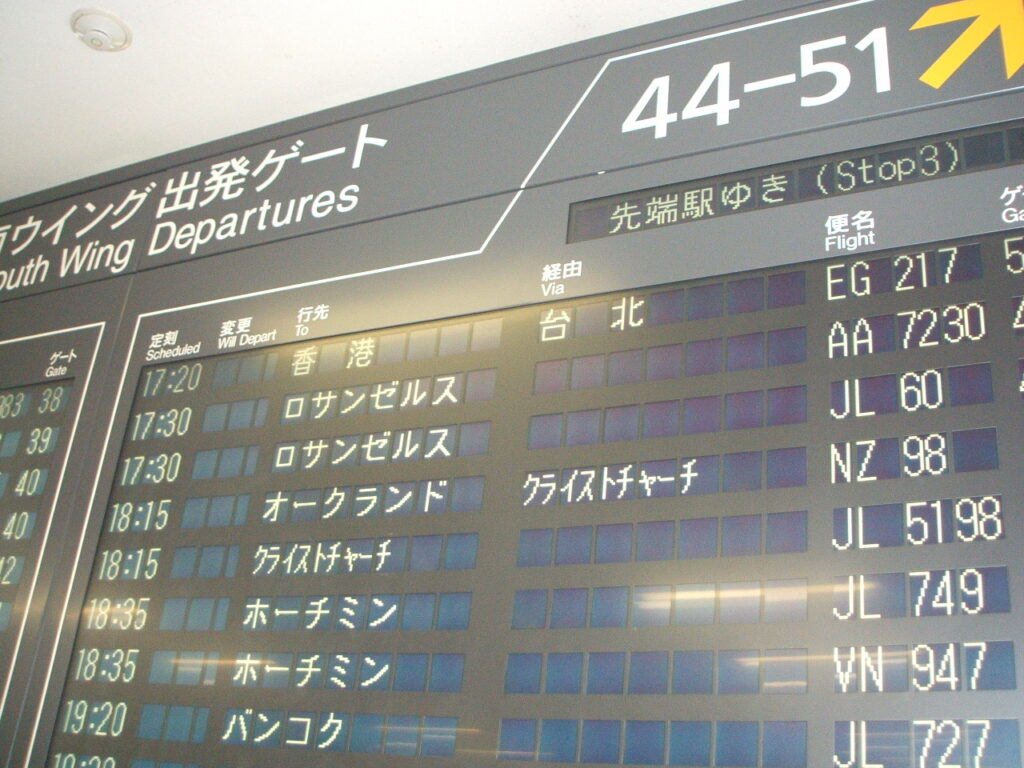 ウイング 出発ゲート
outh Wing Departures
44-51
先端駅ゆき (Stop3)
ゲート
Gate
定刻 変更 行先 経由 便名
Scheduled Will Depart To Via Flight
983 38
39
40
40
17:20 香港 台北 EG 217
17:30 ロサンゼルス AA 7230
17:30 ロサンゼルス JL 60
18:15 オークランド クライストチャーチ NZ 98
18:15 クライストチャーチ JL 5198
18:35 ホーチミン JL 749
18:35 ホーチミン VN 947
19:20 バンコク JL 727